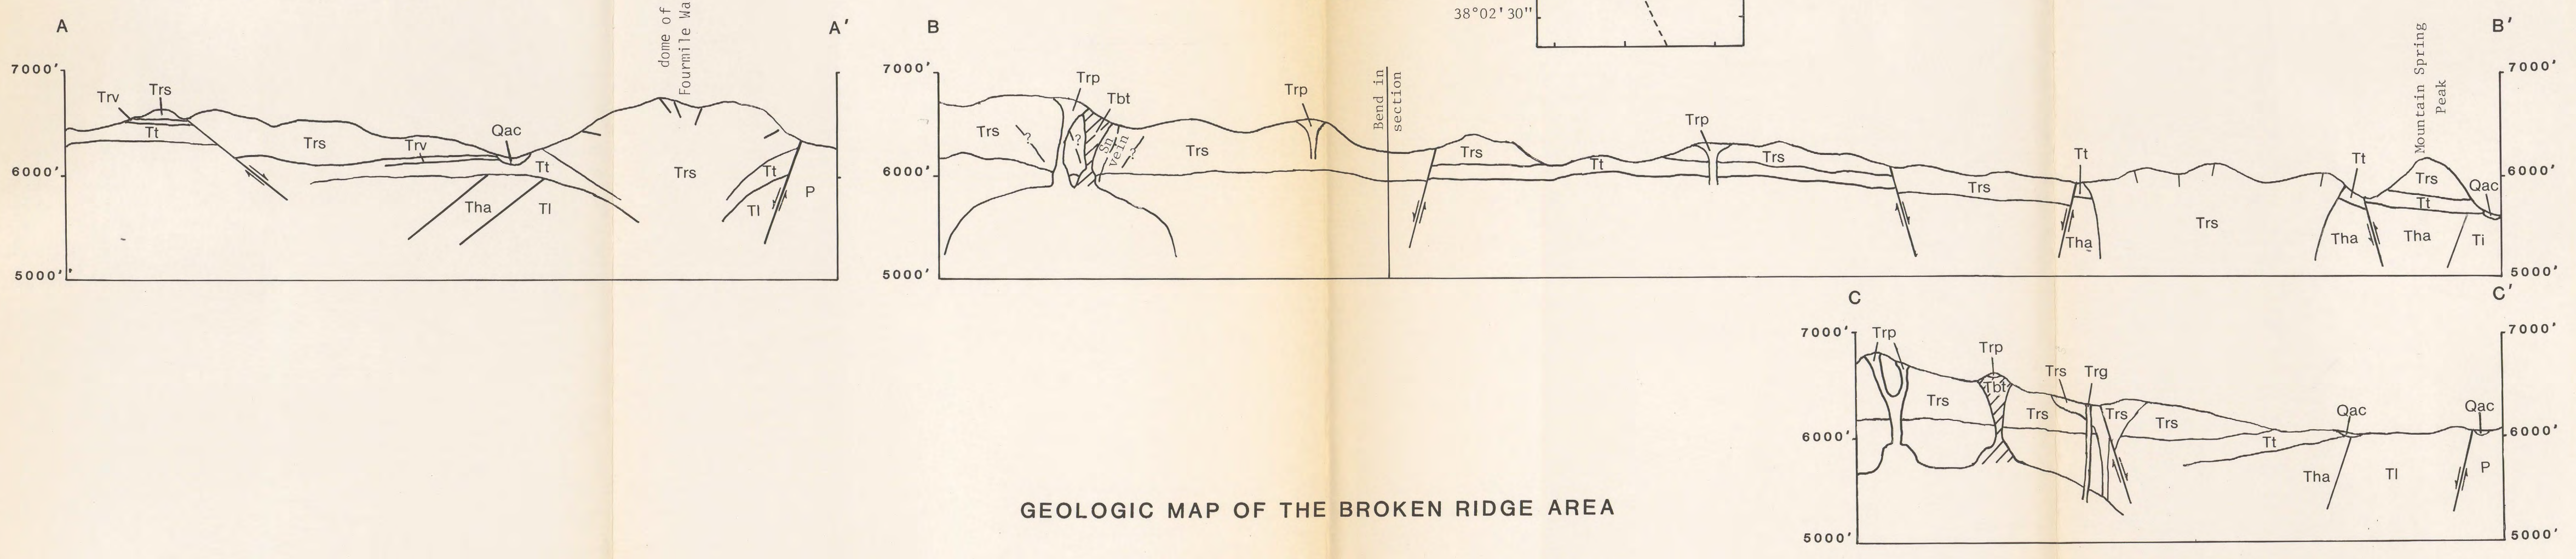 38°02'30"
A
A'
dome of
Fourmile Wa
7000'
6000'
5000'
Trv
Trs
Tt
Trs
Trv
Qac
Tt
Tha
Tl
Trs
Tt
Tl
P
B
B'
7000'
6000'
5000'
Trs
?
Trp
Tbt
?
Sn
vein
?
Trs
Trp
Bend in
section
Trs
Tt
Trp
Trs
Trs
Tt
Tha
Trs
Tt
Tha
Mountain Spring
Peak
Trs
Tt
Tha
Qac
Ti
7000'
6000'
5000'
C
C'
7000'
6000'
5000'
Trp
Trs
Trp
Tbt
Trs
Trs
Trg
Trs
Trs
Tt
Qac
Tha
Tl
Qac
P
7000'
6000'
5000'
GEOLOGIC MAP OF THE BROKEN RIDGE AREA